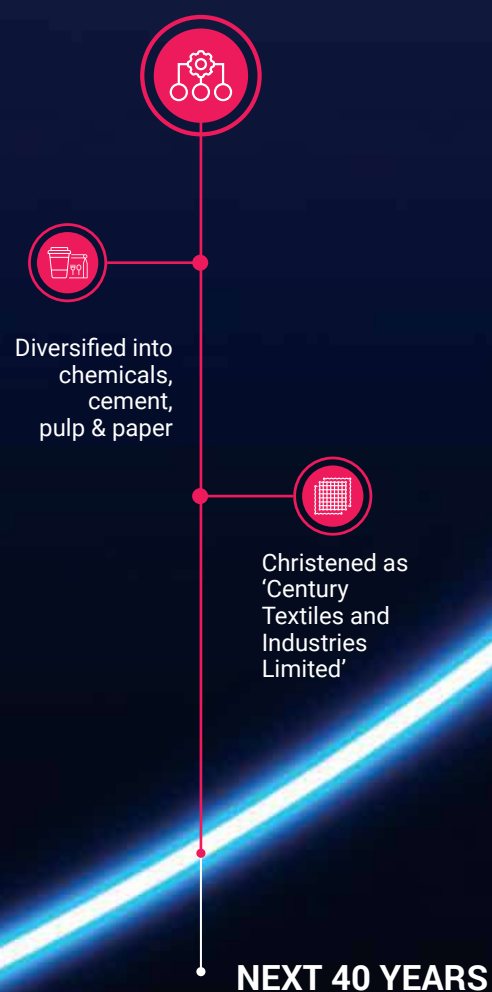 Diversified into
chemicals,
cement,
pulp & paper
Christened as
‘Century
Textiles and
Industries
Limited’
NEXT 40 YEARS